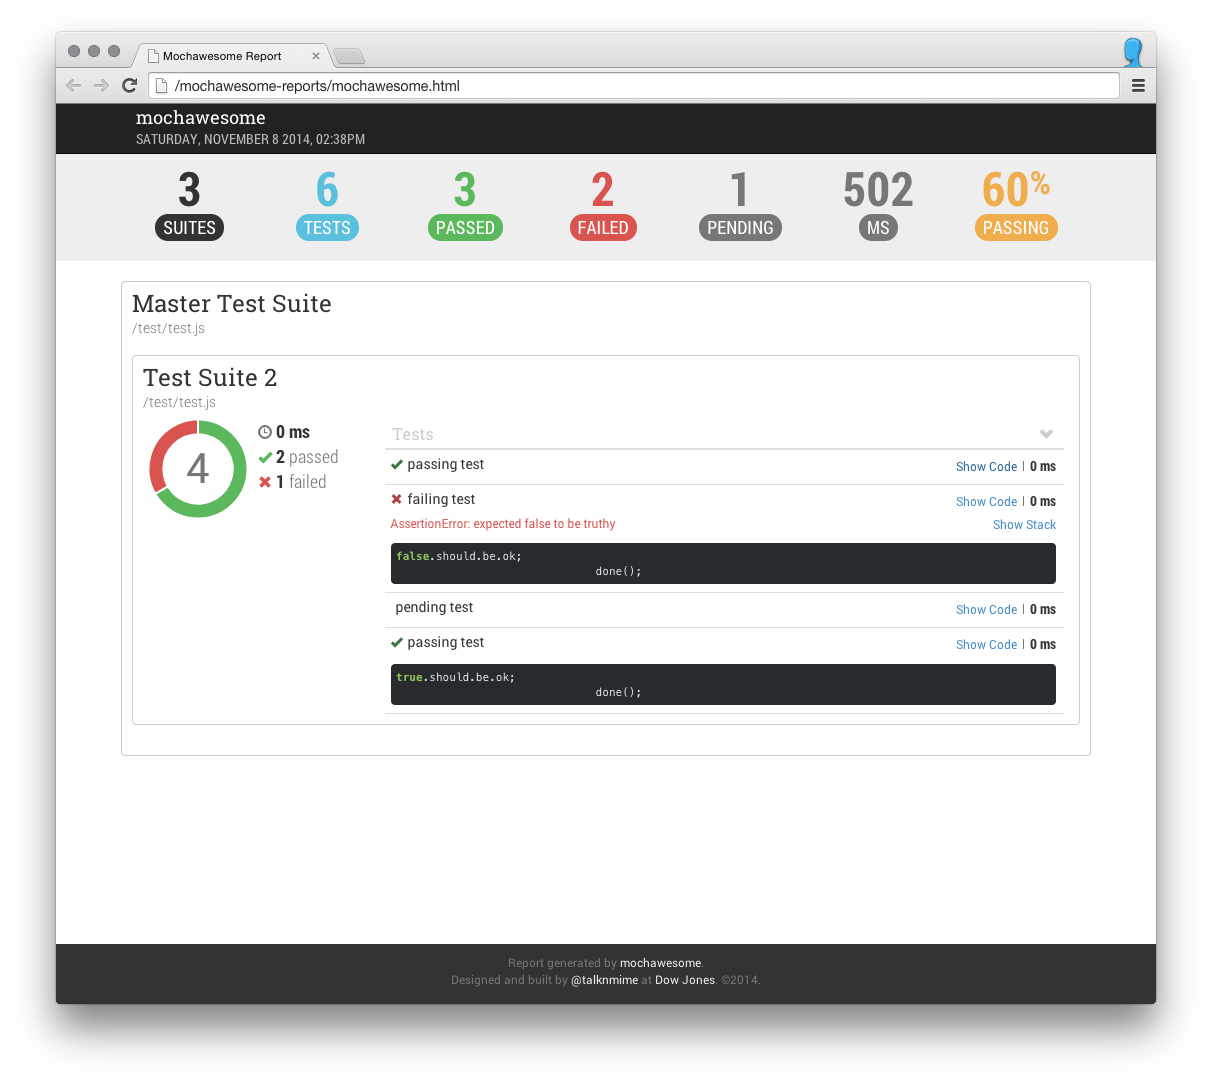 Mochawesome Report
/mochawesome-reports/mochawesome.html
mochawesome
SATURDAY, NOVEMBER 8 2014, 02:38PM
3 6 3 2 1 502 60%
SUITES TESTS PASSED FAILED PENDING MS PASSING
Master Test Suite
/test/test.js
Test Suite 2
/test/test.js
4
0 ms
2 passed
1 failed
Tests
passing test Show Code | 0 ms
failing test Show Code | 0 ms
AssertionError: expected false to be truthy Show Stack
false.should.be.ok;
done();
pending test Show Code | 0 ms
passing test Show Code | 0 ms
true.should.be.ok;
done();
Report generated by mochawesome.
Designed and built by @talknmime at Dow Jones. ©2014.